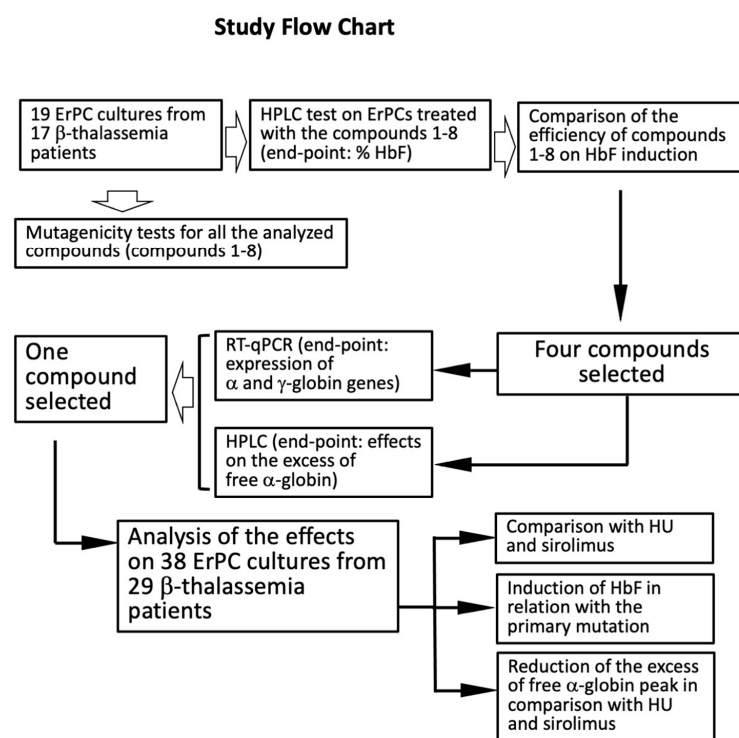 Study Flow Chart
19 ErPC cultures from
17 β-thalassemia
patients
HPLC test on ErPCs treated
with the compounds 1-8
(end-point: % HbF)
Comparison of the
efficiency of compounds
1-8 on HbF induction
Mutagenicity tests for all the analyzed
compounds (compounds 1-8)
Four compounds
selected
RT-qPCR (end-point:
expression of
α and γ-globin genes)
HPLC (end-point: effects
on the excess of
free α-globin)
One
compound
selected
Analysis of the effects
on 38 ErPC cultures from
29 β-thalassemia
patients
Comparison with HU
and sirolimus
Induction of HbF in
relation with the
primary mutation
Reduction of the excess
of free α-globin peak in
comparison with HU
and sirolimus